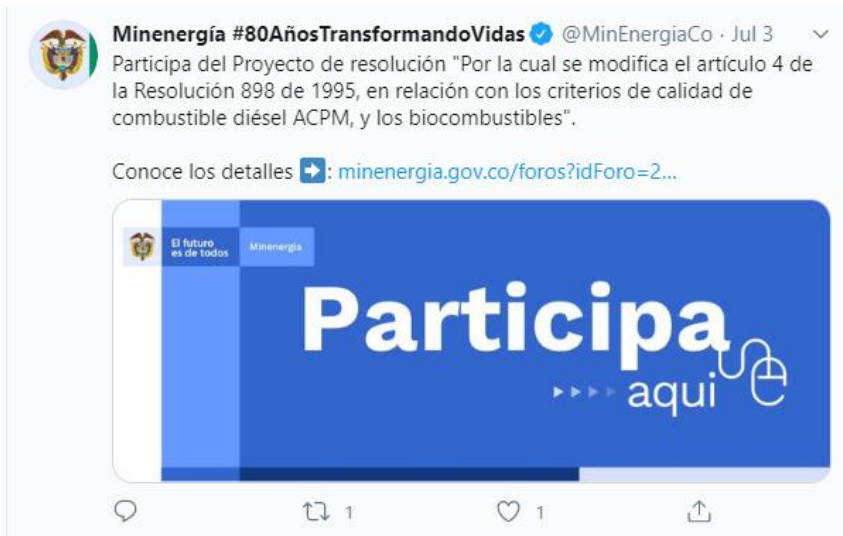 Minenergía #80AñosTransformandoVidas @MinEnergiaCo · Jul 3
Participa del Proyecto de resolución "Por la cual se modifica el artículo 4 de
la Resolución 898 de 1995, en relación con los criterios de calidad de
combustible diésel ACPM, y los biocombustibles".
Conoce los detalles ➡: minenergia.gov.co/foros?idForo=2...
El futuro
es de todos
Minenergía
Participa
aqui
1
1